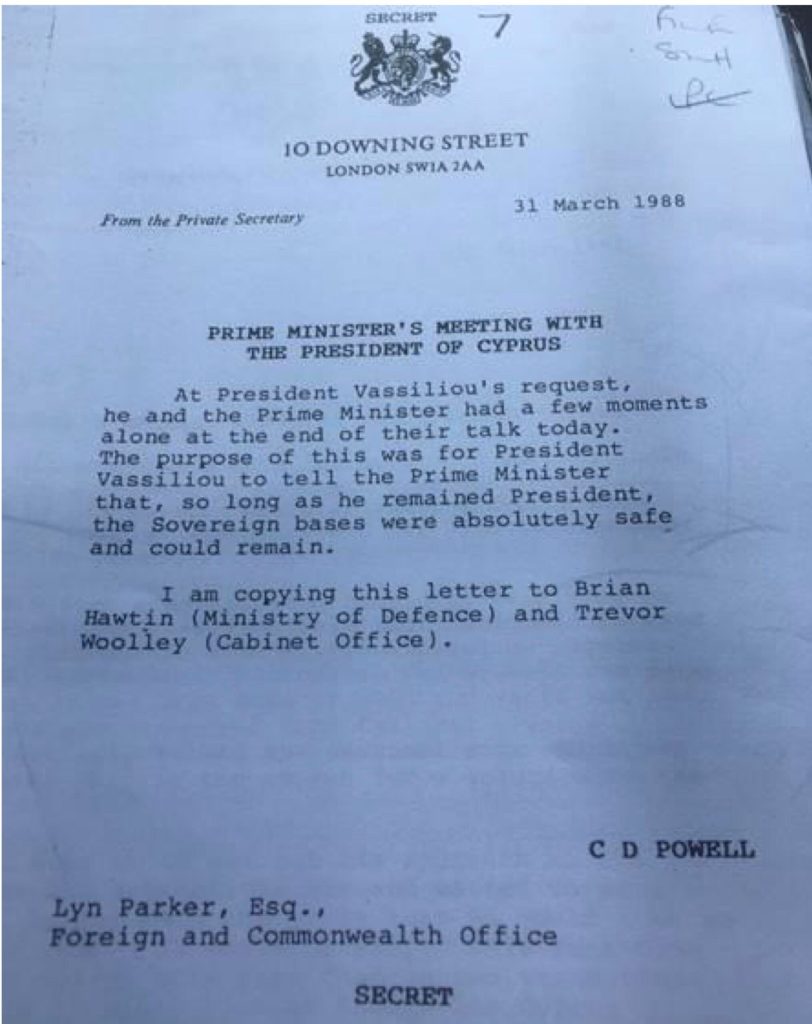 SECRET
7
10 DOWNING STREET
LONDON SW1A 2AA
From the Private Secretary
31 March 1988
PRIME MINISTER'S MEETING WITH
THE PRESIDENT OF CYPRUS
At President Vassiliou's request,
he and the Prime Minister had a few moments
alone at the end of their talk today.
The purpose of this was for President
Vassiliou to tell the Prime Minister
that, so long as he remained President,
the Sovereign bases were absolutely safe
and could remain.
I am copying this letter to Brian
Hawtin (Ministry of Defence) and Trevor
Woolley (Cabinet Office).
C D POWELL
Lyn Parker, Esq.,
Foreign and Commonwealth Office
SECRET